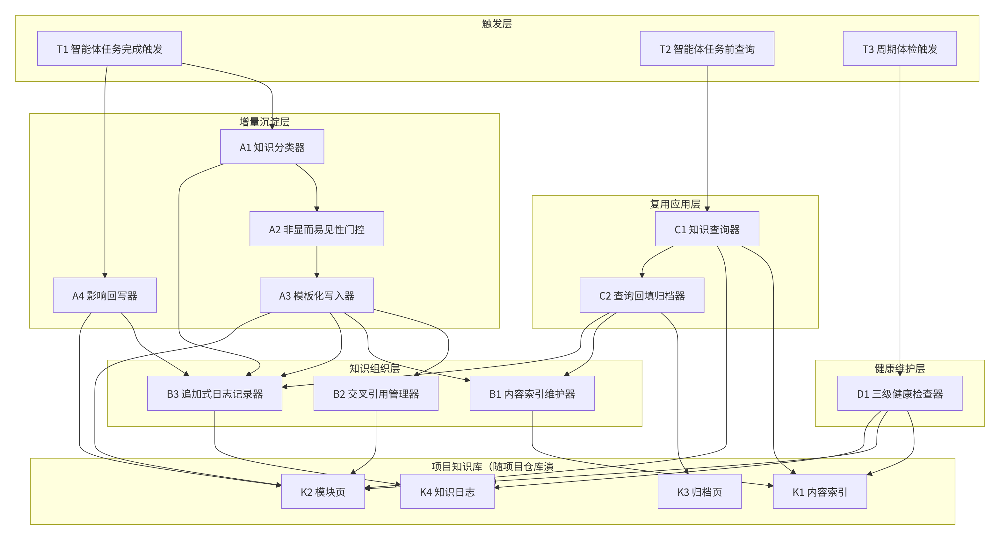 触发层
T1 智能体任务完成触发
T2 智能体任务前查询
T3 周期体检触发
增量沉淀层
A1 知识分类器
复用应用层
A2 非显而易见性门控
C1 知识查询器
A4 影响回写器
A3 模板化写入器
C2 查询回填归档器
知识组织层
健康维护层
B3 追加式日志记录器
B2 交叉引用管理器
B1 内容索引维护器
D1 三级健康检查器
项目知识库（随项目仓库演
K2 模块页
K4 知识日志
K3 归档页
K1 内容索引